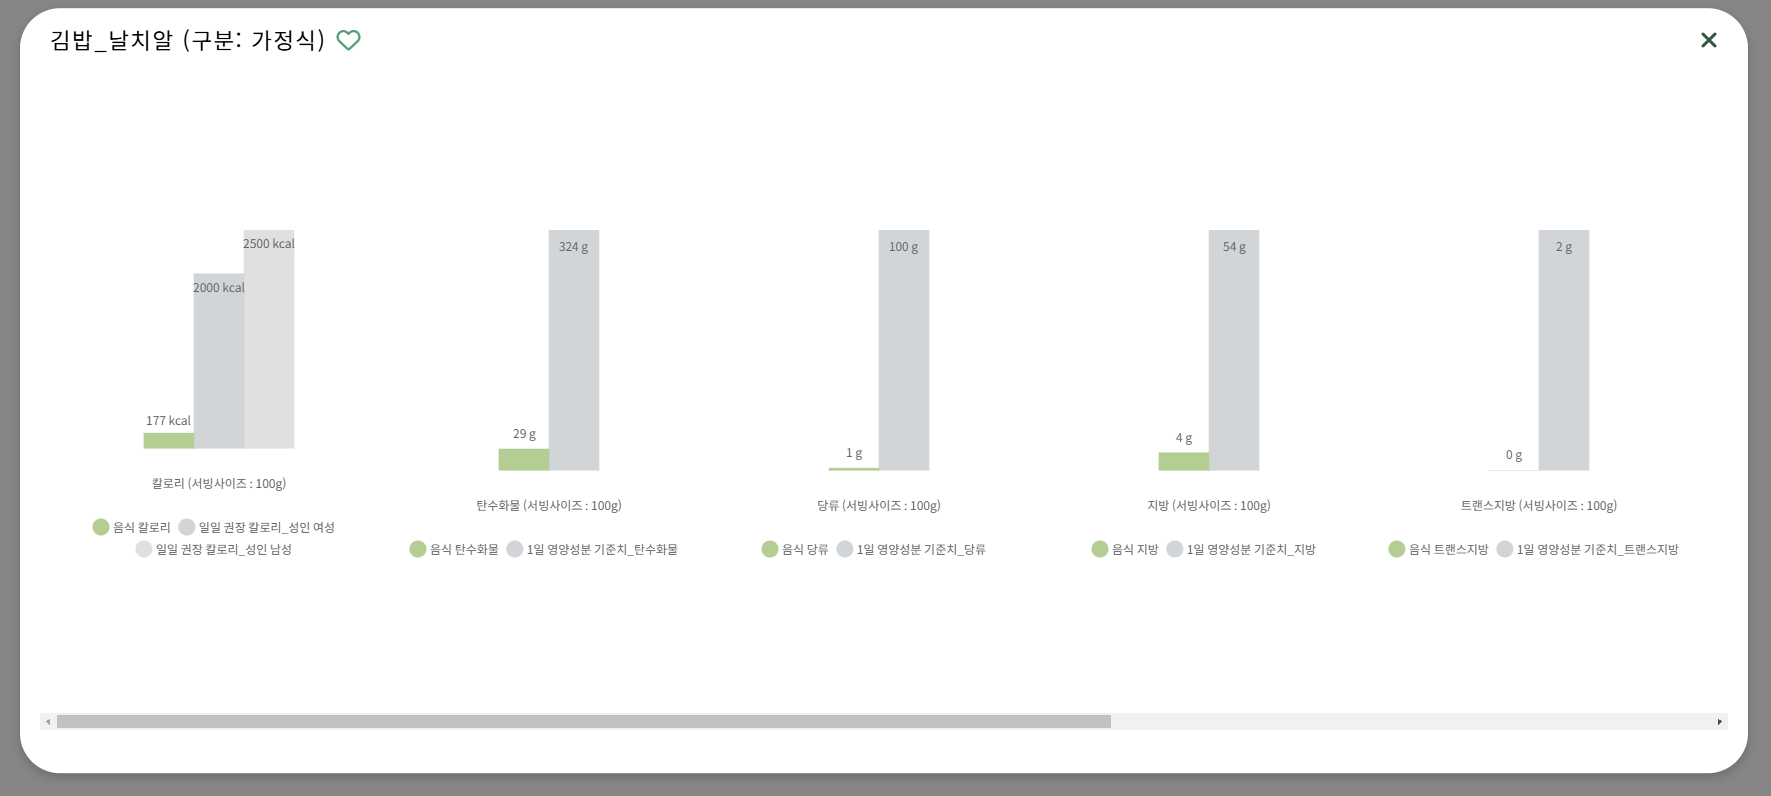 김밥_날치알 (구분: 가정식)
2500 kcal
2000 kcal
177 kcal
칼로리 (서빙사이즈 : 100g)
음식 칼로리 일일 권장 칼로리_성인 여성
일일 권장 칼로리_성인 남성
324 g
29 g
탄수화물 (서빙사이즈 : 100g)
음식 탄수화물 1일 영양성분 기준치_탄수화물
100 g
1 g
당류 (서빙사이즈 : 100g)
음식 당류 1일 영양성분 기준치_당류
54 g
4 g
지방 (서빙사이즈 : 100g)
음식 지방 1일 영양성분 기준치_지방
2 g
0 g
트랜스지방 (서빙사이즈 : 100g)
음식 트랜스지방 1일 영양성분 기준치_트랜스지방